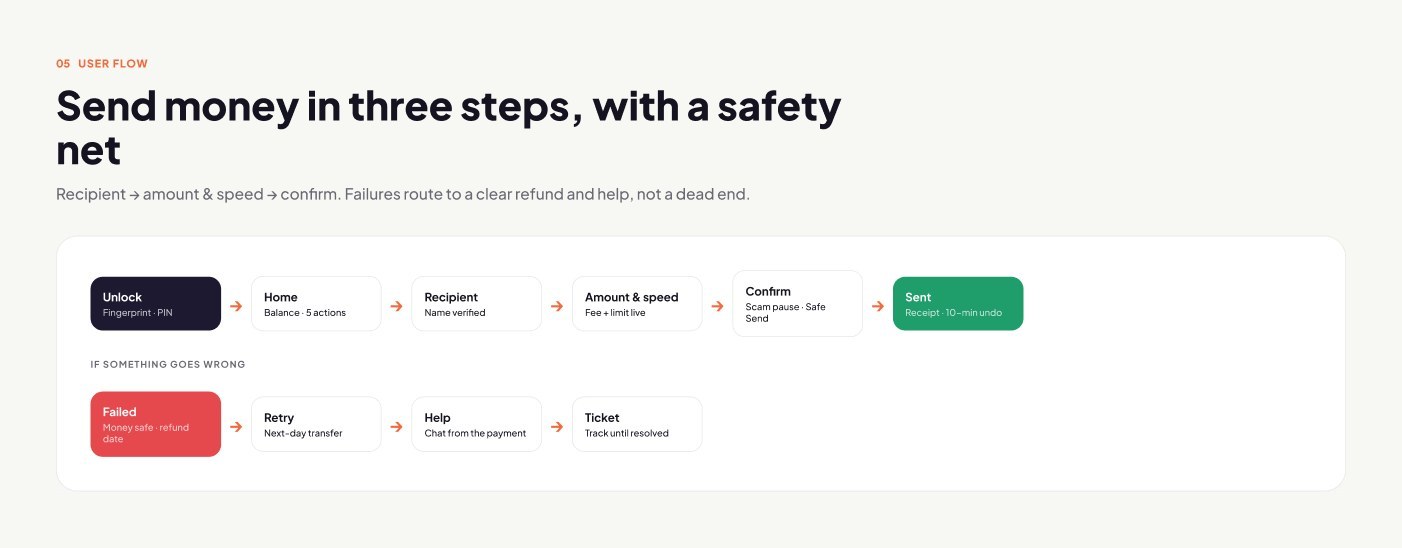 05 USER FLOW
Send money in three steps, with a safety
net
Recipient → amount & speed → confirm. Failures route to a clear refund and help, not a dead end.
Unlock
Fingerprint · PIN
→
Home
Balance · 5 actions
→
Recipient
Name verified
→
Amount & speed
Fee + limit live
→
Confirm
Scam pause · Safe
Send
→
Sent
Receipt · 10-min undo
IF SOMETHING GOES WRONG
Failed
Money safe · refund
date
→
Retry
Next-day transfer
→
Help
Chat from the payment
→
Ticket
Track until resolved